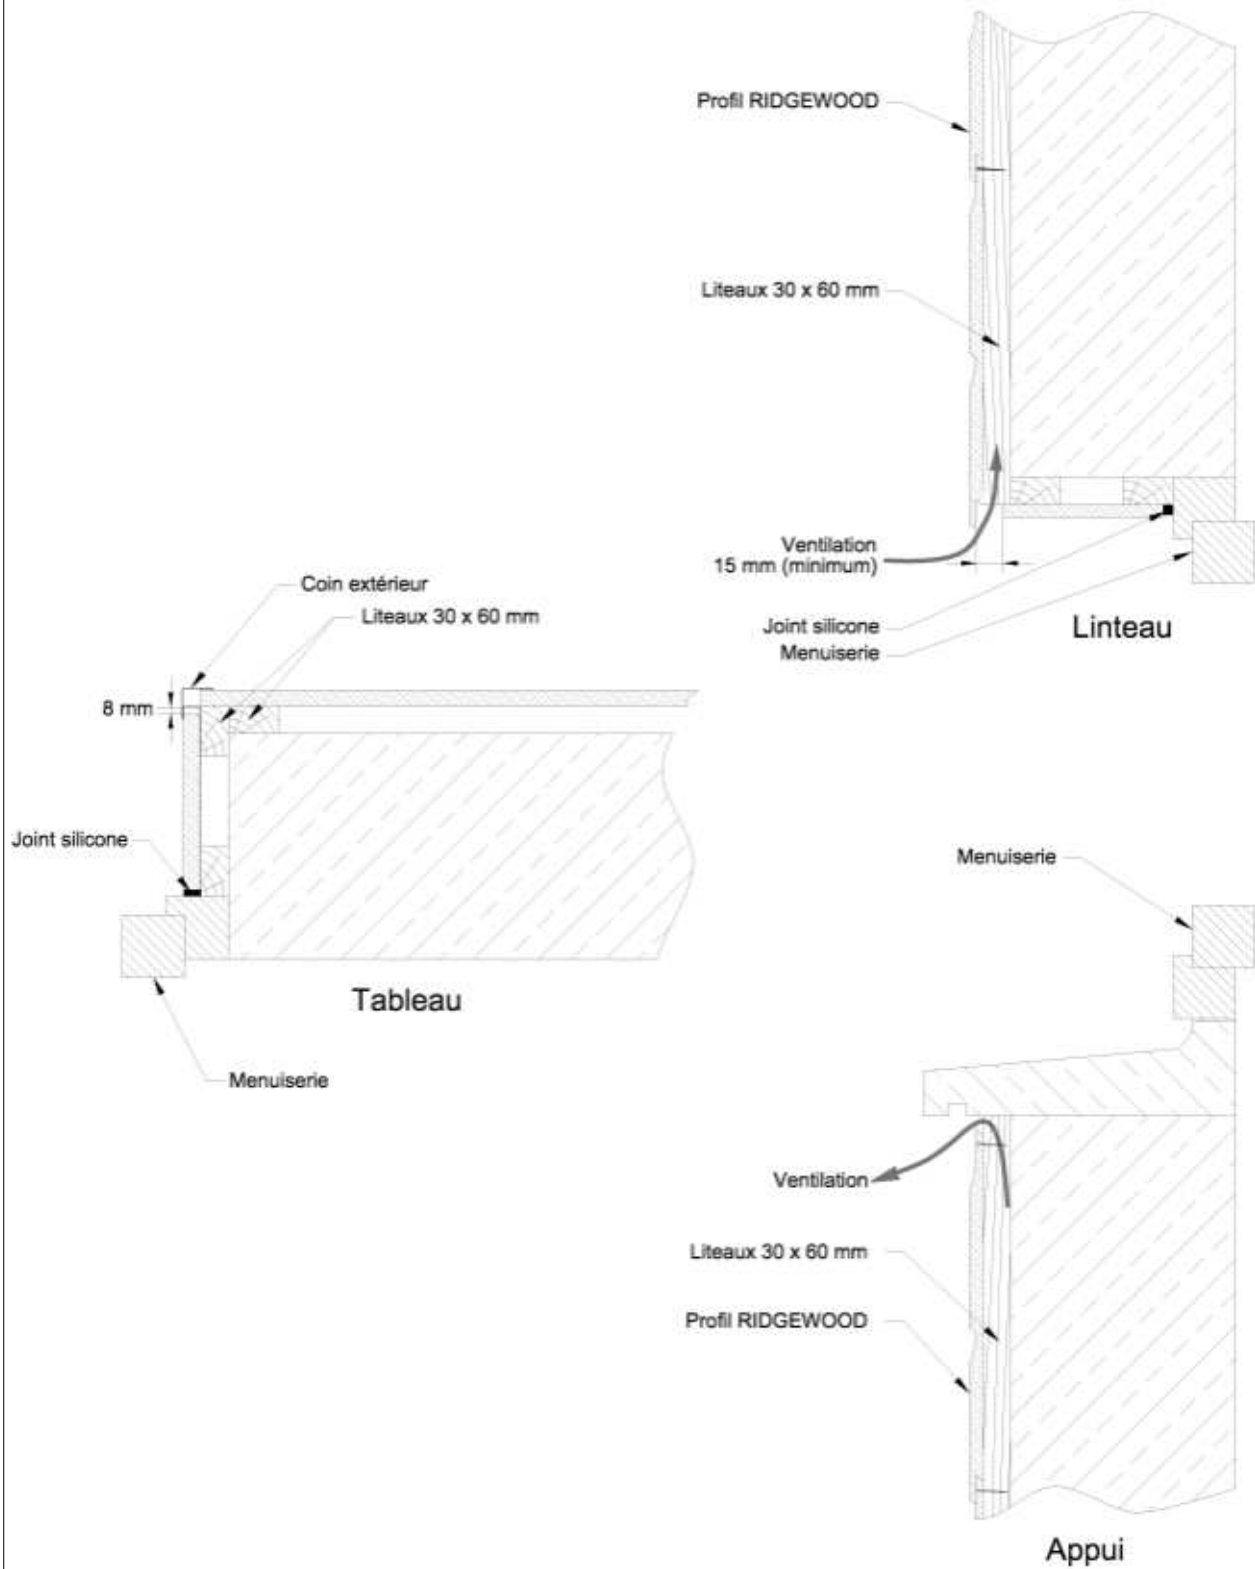 Profil RIDGEWOOD
Liteaux 30 x 60 mm
Ventilation
15 mm (minimum)
Joint silicone
Menuiserie
Linteau
Coin extérieur
Liteaux 30 x 60 mm
8 mm
Joint silicone
Tableau
Menuiserie
Menuiserie
Ventilation
Liteaux 30 x 60 mm
Profil RIDGEWOOD
Appui